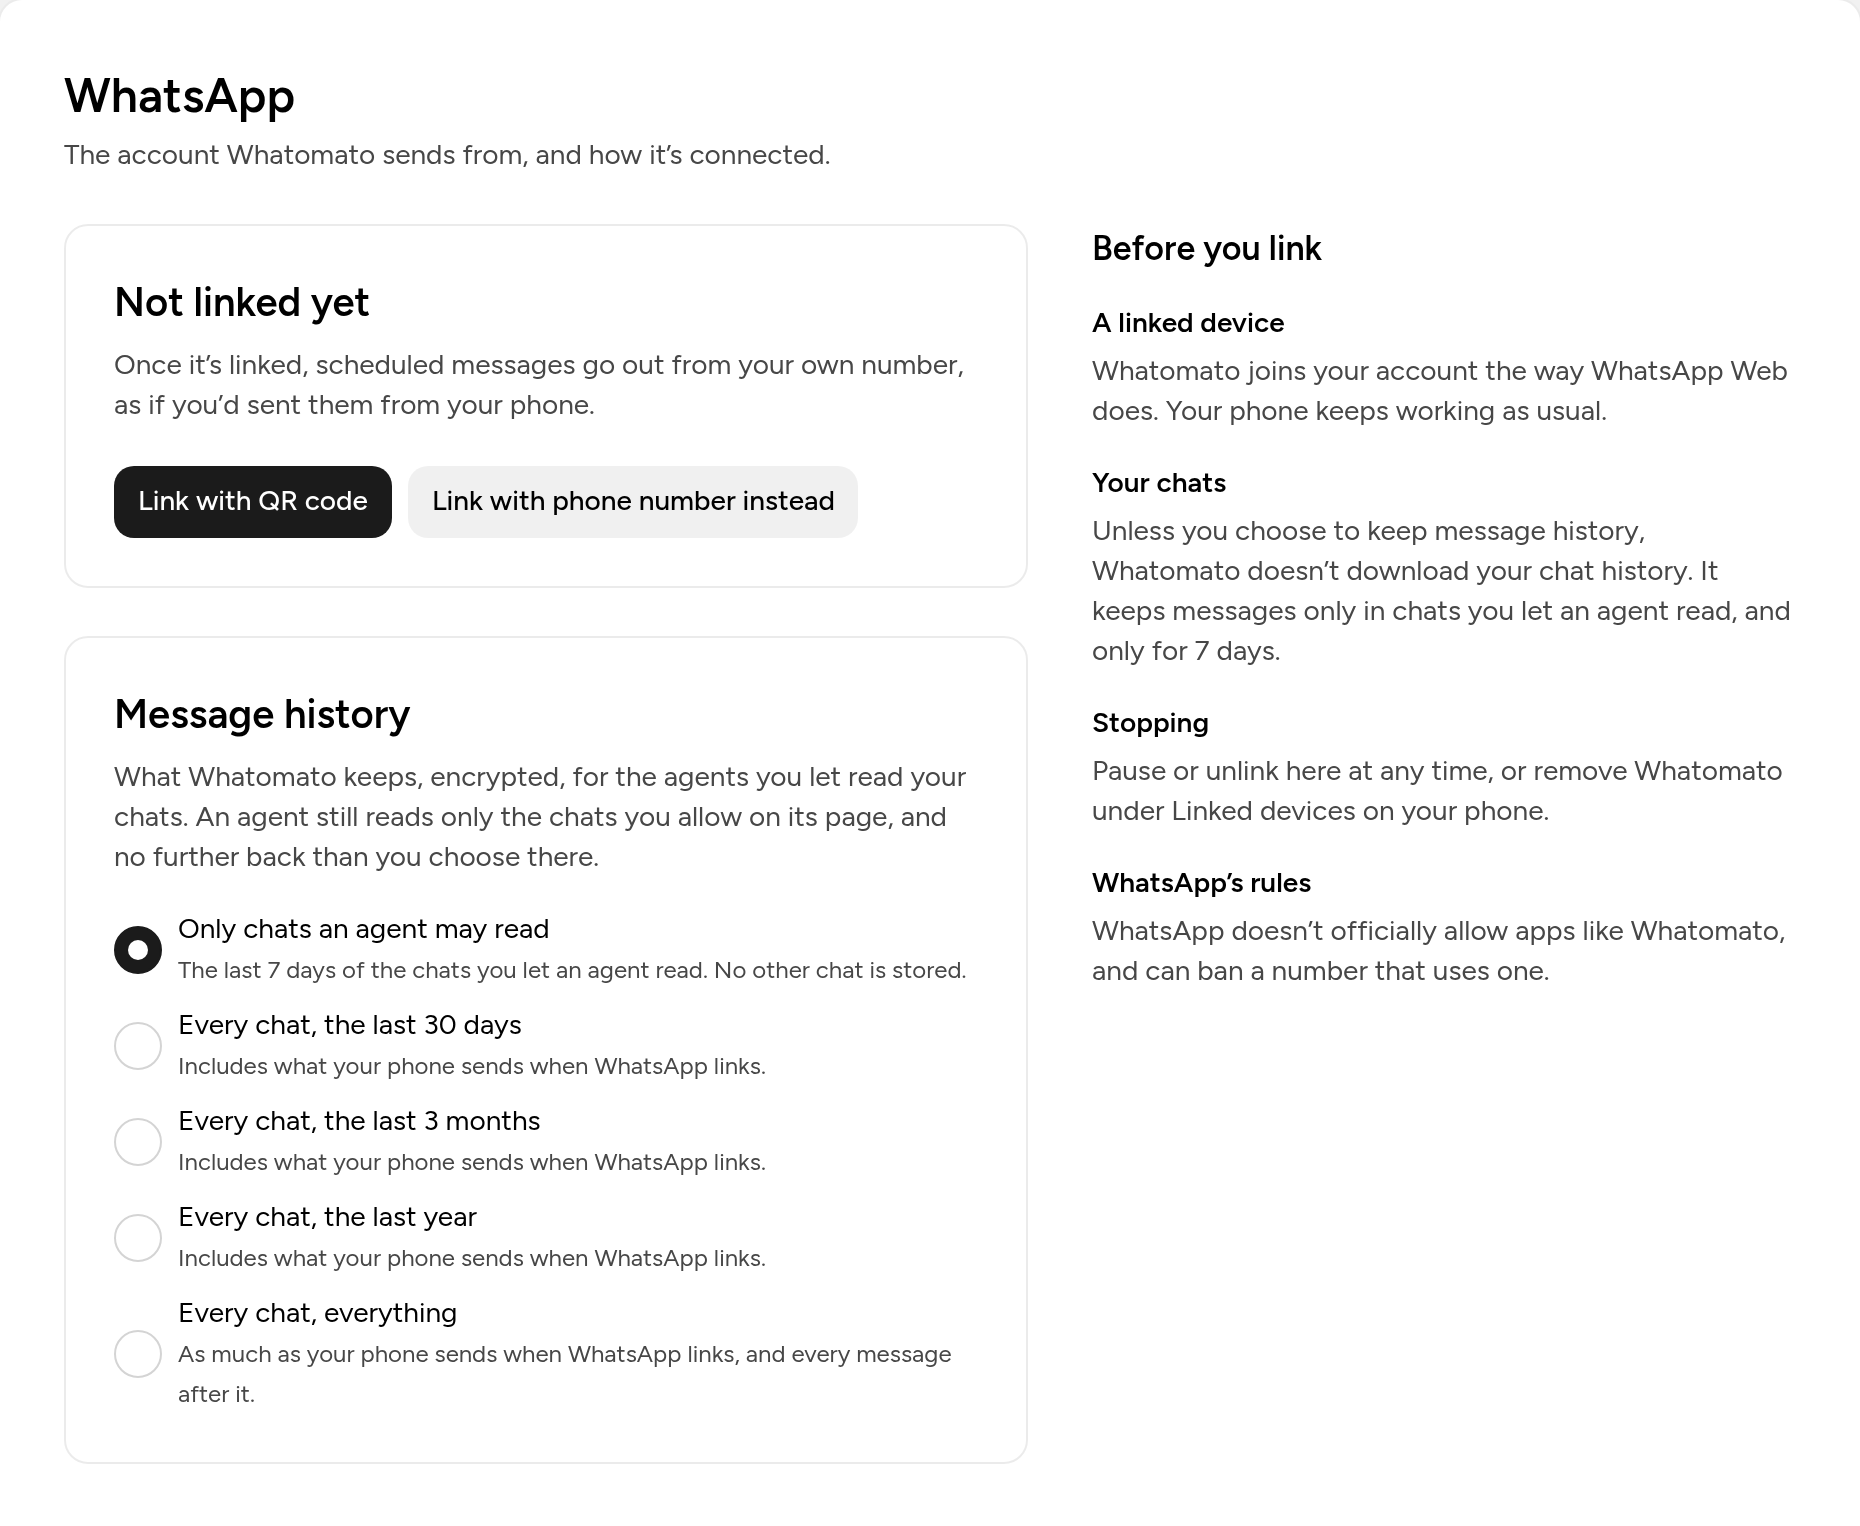 WhatsApp
The account Whatomato sends from, and how it’s connected.
Not linked yet
Once it’s linked, scheduled messages go out from your own number,
as if you’d sent them from your phone.
Link with QR code
Link with phone number instead
Message history
What Whatomato keeps, encrypted, for the agents you let read your
chats. An agent still reads only the chats you allow on its page, and
no further back than you choose there.
Only chats an agent may read
The last 7 days of the chats you let an agent read. No other chat is stored.
Every chat, the last 30 days
Includes what your phone sends when WhatsApp links.
Every chat, the last 3 months
Includes what your phone sends when WhatsApp links.
Every chat, the last year
Includes what your phone sends when WhatsApp links.
Every chat, everything
As much as your phone sends when WhatsApp links, and every message
after it.
Before you link
A linked device
Whatomato joins your account the way WhatsApp Web
does. Your phone keeps working as usual.
Your chats
Unless you choose to keep message history,
Whatomato doesn’t download your chat history. It
keeps messages only in chats you let an agent read, and
only for 7 days.
Stopping
Pause or unlink here at any time, or remove Whatomato
under Linked devices on your phone.
WhatsApp’s rules
WhatsApp doesn’t officially allow apps like Whatomato,
and can ban a number that uses one.